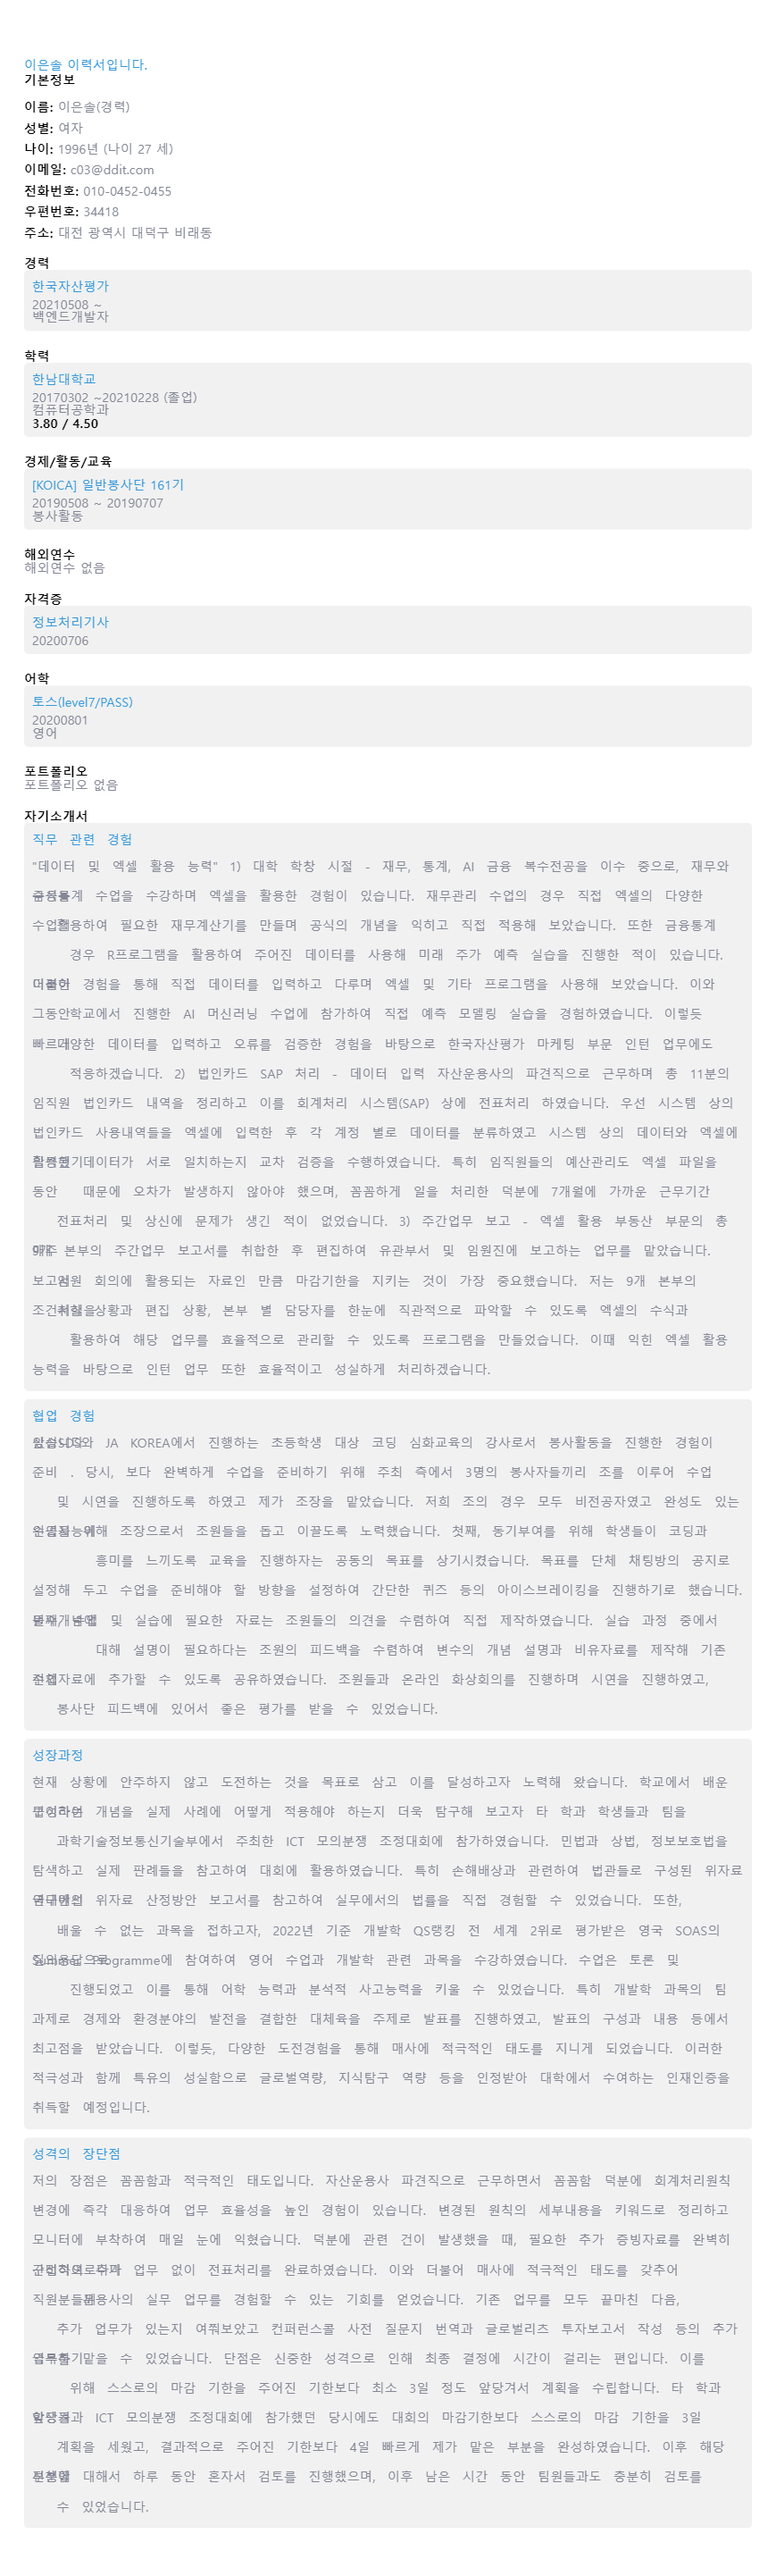 이은솔 이력서입니다.
기본정보
이름: 이은솔(경력)
성별: 여자
나이: 1996년 (나이 27 세)
이메일: c03@ddit.com
전화번호: 010-0452-0455
우편번호: 34418
주소: 대전 광역시 대덕구 비래동
경력
한국자산평가
20210508 ~
백엔드개발자
학력
한남대학교
20170302 ~20210228 (졸업)
컴퓨터공학과
3.80 / 4.50
경제/활동/교육
[KOICA] 일반봉사단 161기
20190508 ~ 20190707
봉사활동
해외연수
해외연수 없음
자격증
정보처리기사
20200706
어학
토스(level7/PASS)
20200801
영어
포트폴리오
포트폴리오 없음
자기소개서
직무 관련 경험
"데이터 및 엑셀 활용 능력" 1) 대학 학창 시절 - 재무, 통계, AI 금융 복수전공을 이수 중으로, 재무와
금융통계 수업을 수강하며 엑셀을 활용한 경험이 있습니다. 재무관리 수업의 경우 직접 엑셀의 다양한
수업의 활용하여 필요한 재무계산기를 만들며 공식의 개념을 익히고 직접 적용해 보았습니다. 또한 금융통계
경우 R프로그램을 활용하여 주어진 데이터를 사용해 미래 주가 예측 실습을 진행한 적이 있습니다.
이러한 경험을 통해 직접 데이터를 입력하고 다루며 엑셀 및 기타 프로그램을 사용해 보았습니다. 이와
그동안 학교에서 진행한 AI 머신러닝 수업에 참가하여 직접 예측 모델링 실습을 경험하였습니다. 이렇듯
빠르게 다양한 데이터를 입력하고 오류를 검증한 경험을 바탕으로 한국자산평가 마케팅 부문 인턴 업무에도
적응하겠습니다. 2) 법인카드 SAP 처리 - 데이터 입력 자산운용사의 파견직으로 근무하며 총 11분의
임직원 법인카드 내역을 정리하고 이를 회계처리 시스템(SAP) 상에 전표처리 하였습니다. 우선 시스템 상의
법인카드 사용내역들을 엑셀에 입력한 후 각 계정 별로 데이터를 분류하였고 시스템 상의 데이터와 엑셀에
데이터가 서로 일치하는지 교차 검증을 수행하였습니다. 특히 임직원들의 예산관리도 엑셀 파일을
동안 때문에 오차가 발생하지 않아야 했으며, 꼼꼼하게 일을 처리한 덕분에 7개월에 가까운 근무기간
전표처리 및 상신에 문제가 생긴 적이 없었습니다. 3) 주간업무 보고 - 엑셀 활용 부동산 부문의 총
본부의 주간업무 보고서를 취합한 후 편집하여 유관부서 및 임원진에 보고하는 업무를 맡았습니다.
보고서 임원 회의에 활용되는 자료인 만큼 마감기한을 지키는 것이 가장 중요했습니다. 저는 9개 본부의
조건서식을 취합 상황과 편집 상황, 본부 별 담당자를 한눈에 직관적으로 파악할 수 있도록 엑셀의 수식과
활용하여 해당 업무를 효율적으로 관리할 수 있도록 프로그램을 만들었습니다. 이때 익힌 엑셀 활용
능력을 바탕으로 인턴 업무 또한 효율적이고 성실하게 처리하겠습니다.
협업 경험
JA KOREA에서 진행하는 초등학생 대상 코딩 심화교육의 강사로서 봉사활동을 진행한 경험이
준비 . 당시, 보다 완벽하게 수업을 준비하기 위해 주최 측에서 3명의 봉사자들끼리 조를 이루어 수업
및 시연을 진행하도록 하였고 제가 조장을 맡았습니다. 저희 조의 경우 모두 비전공자였고 완성도 있는
위해 조장으로서 조원들을 돕고 이끌도록 노력했습니다. 첫째, 동기부여를 위해 학생들이 코딩과
흥미를 느끼도록 교육을 진행하자는 공동의 목표를 상기시켰습니다. 목표를 단체 채팅방의 공지로
설정해 두고 수업을 준비해야 할 방향을 설정하여 간단한 퀴즈 등의 아이스브레이킹을 진행하기로 했습니다.
및 실습에 필요한 자료는 조원들의 의견을 수렴하여 직접 제작하였습니다. 실습 과정 중에서
대해 설명이 필요하다는 조원의 피드백을 수렴하여 변수의 개념 설명과 비유자료를 제작해 기존
수업자료에 추가할 수 있도록 공유하였습니다. 조원들과 온라인 화상회의를 진행하며 시연을 진행하였고,
봉사단 피드백에 있어서 좋은 평가를 받을 수 있었습니다.
성장과정
현재 상황에 안주하지 않고 도전하는 것을 목표로 삼고 이를 달성하고자 노력해 왔습니다. 학교에서 배운
개념을 실제 사례에 어떻게 적용해야 하는지 더욱 탐구해 보고자 타 학과 학생들과 팀을
과학기술정보통신기술부에서 주최한 ICT 모의분쟁 조정대회에 참가하였습니다. 민법과 상법, 정보보호법을
탐색하고 실제 판례들을 참고하여 대회에 활용하였습니다. 특히 손해배상과 관련하여 법관들로 구성된 위자료
위자료 산정방안 보고서를 참고하여 실무에서의 법률을 직접 경험할 수 있었습니다. 또한,
배울 수 없는 과목을 접하고자, 2022년 기준 개발학 QS랭킹 전 세계 2위로 평가받은 영국 SOAS의
Summer Programme에 참여하여 영어 수업과 개발학 관련 과목을 수강하였습니다. 수업은 토론 및
진행되었고 이를 통해 어학 능력과 분석적 사고능력을 키울 수 있었습니다. 특히 개발학 과목의 팀
과제로 경제와 환경분야의 발전을 결합한 대체육을 주제로 발표를 진행하였고, 발표의 구성과 내용 등에서
최고점을 받았습니다. 이렇듯, 다양한 도전경험을 통해 매사에 적극적인 태도를 지니게 되었습니다. 이러한
적극성과 함께 특유의 성실함으로 글로벌역량, 지식탐구 역량 등을 인정받아 대학에서 수여하는 인재인증을
취득할 예정입니다.
성격의 장단점
저의 장점은 꼼꼼함과 적극적인 태도입니다. 자산운용사 파견직으로 근무하면서 꼼꼼함 덕분에 회계처리원칙
변경에 즉각 대응하여 업무 효율성을 높인 경험이 있습니다. 변경된 원칙의 세부내용을 키워드로 정리하고
모니터에 부착하여 매일 눈에 익혔습니다. 덕분에 관련 건이 발생했을 때, 필요한 추가 증빙자료를 완벽히
업무 없이 전표처리를 완료하였습니다. 이와 더불어 매사에 적극적인 태도를 갖추어
직원분들께 운용사의 실무 업무를 경험할 수 있는 기회를 얻었습니다. 기존 업무를 모두 끝마친 다음,
추가 업무가 있는지 여쭤보았고 컨퍼런스콜 사전 질문지 번역과 글로벌리츠 투자보고서 작성 등의 추가
맡을 수 있었습니다. 단점은 신중한 성격으로 인해 최종 결정에 시간이 걸리는 편입니다. 이를
위해 스스로의 마감 기한을 주어진 기한보다 최소 3일 정도 앞당겨서 계획을 수립합니다. 타 학과
ICT 모의분쟁 조정대회에 참가했던 당시에도 대회의 마감기한보다 스스로의 마감 기한을 3일
계획을 세웠고, 결과적으로 주어진 기한보다 4일 빠르게 제가 맡은 부분을 완성하였습니다. 이후 해당
대해서 하루 동안 혼자서 검토를 진행했으며, 이후 남은 시간 동안 팀원들과도 충분히 검토를
수 있었습니다.